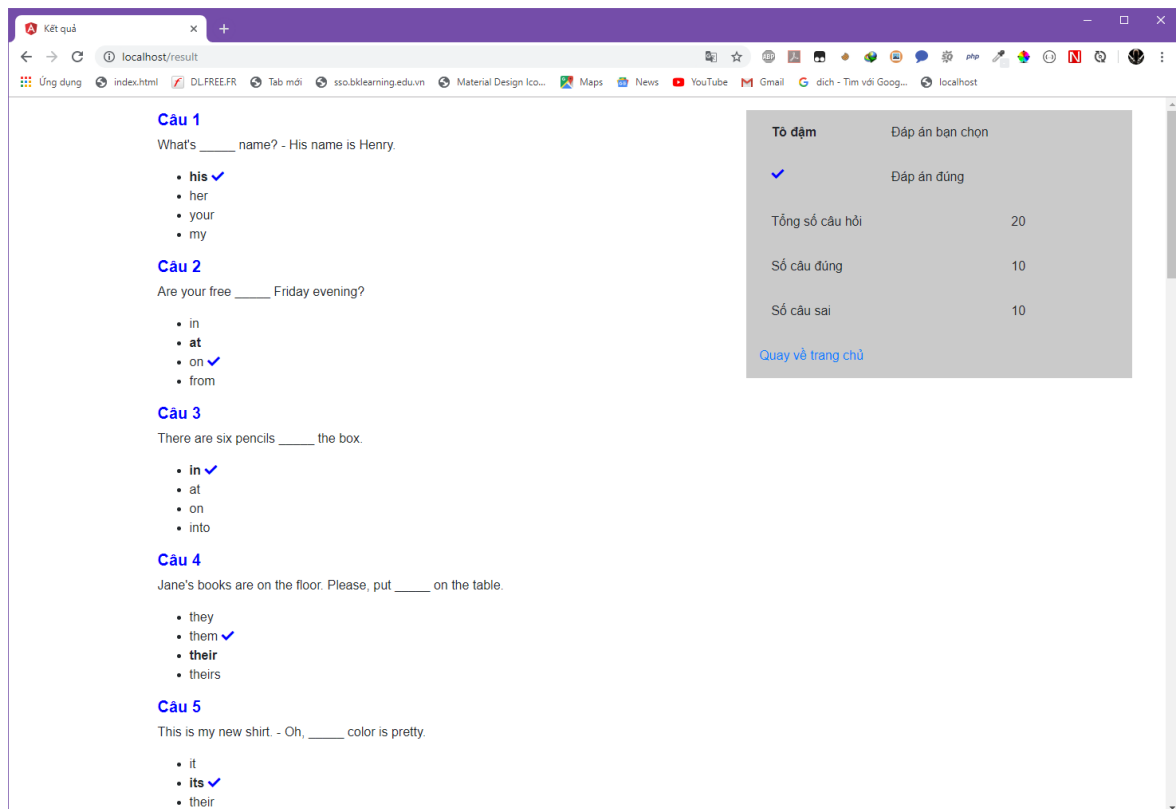 Kết quả
localhost/result
Ứng dụng index.html DL.FREE.FR Tab mới sso.bklearning.edu.vn Material Design Ico... Maps News YouTube Gmail dich - Tìm với Goog... localhost
Câu 1
What's _____ name? - His name is Henry.
his
her
your
my
Câu 2
Are your free _____ Friday evening?
in
at
on
from
Câu 3
There are six pencils _____ the box.
in
at
on
into
Câu 4
Jane's books are on the floor. Please, put _____ on the table.
they
them
their
theirs
Câu 5
This is my new shirt. - Oh, _____ color is pretty.
it
its
their
Tô đậm Đáp án bạn chọn
Đáp án đúng
Tổng số câu hỏi 20
Số câu đúng 10
Số câu sai 10
Quay về trang chủ